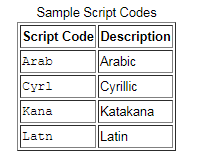 Sample Script Codes
Script Code Description
Arab Arabic
Cyrl Cyrillic
Kana Katakana
Latn Latin